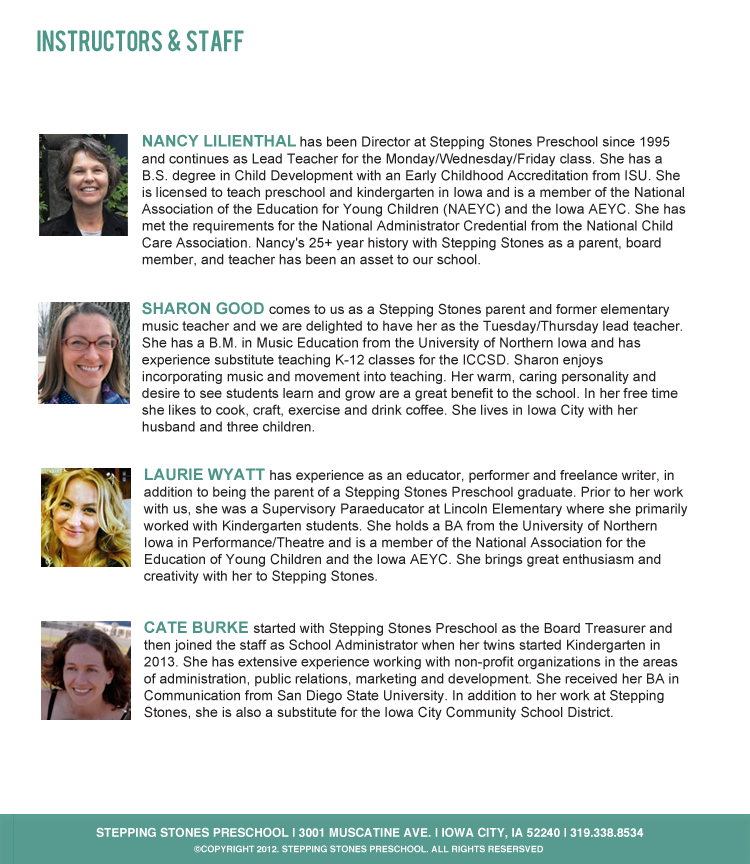 INSTRUCTORS & STAFF
NANCY LILIENTHAL has been Director at Stepping Stones Preschool since 1995
and continues as Lead Teacher for the Monday/Wednesday/Friday class. She has a
B.S. degree in Child Development with an Early Childhood Accreditation from ISU. She
is licensed to teach preschool and kindergarten in Iowa and is a member of the National
Association of the Education for Young Children (NAEYC) and the Iowa AEYC. She has
met the requirements for the National Administrator Credential from the National Child
Care Association. Nancy's 25+ year history with Stepping Stones as a parent, board
member, and teacher has been an asset to our school.
SHARON GOOD comes to us as a Stepping Stones parent and former elementary
music teacher and we are delighted to have her as the Tuesday/Thursday lead teacher.
She has a B.M. in Music Education from the University of Northern Iowa and has
experience substitute teaching K-12 classes for the ICCSD. Sharon enjoys
incorporating music and movement into teaching. Her warm, caring personality and
desire to see students learn and grow are a great benefit to the school. In her free time
she likes to cook, craft, exercise and drink coffee. She lives in Iowa City with her
husband and three children.
LAURIE WYATT has experience as an educator, performer and freelance writer, in
addition to being the parent of a Stepping Stones Preschool graduate. Prior to her work
with us, she was a Supervisory Paraeducator at Lincoln Elementary where she primarily
worked with Kindergarten students. She holds a BA from the University of Northern
Iowa in Performance/Theatre and is a member of the National Association for the
Education of Young Children and the Iowa AEYC. She brings great enthusiasm and
creativity with her to Stepping Stones.
CATE BURKE started with Stepping Stones Preschool as the Board Treasurer and
then joined the staff as School Administrator when her twins started Kindergarten in
2013. She has extensive experience working with non-profit organizations in the areas
of administration, public relations, marketing and development. She received her BA in
Communication from San Diego State University. In addition to her work at Stepping
Stones, she is also a substitute for the Iowa City Community School District.
STEPPING STONES PRESCHOOL | 3001 MUSCATINE AVE. | IOWA CITY, IA 52240 | 319.338.8534
©COPYRIGHT 2012. STEPPING STONES PRESCHOOL. ALL RIGHTS RESERSVED